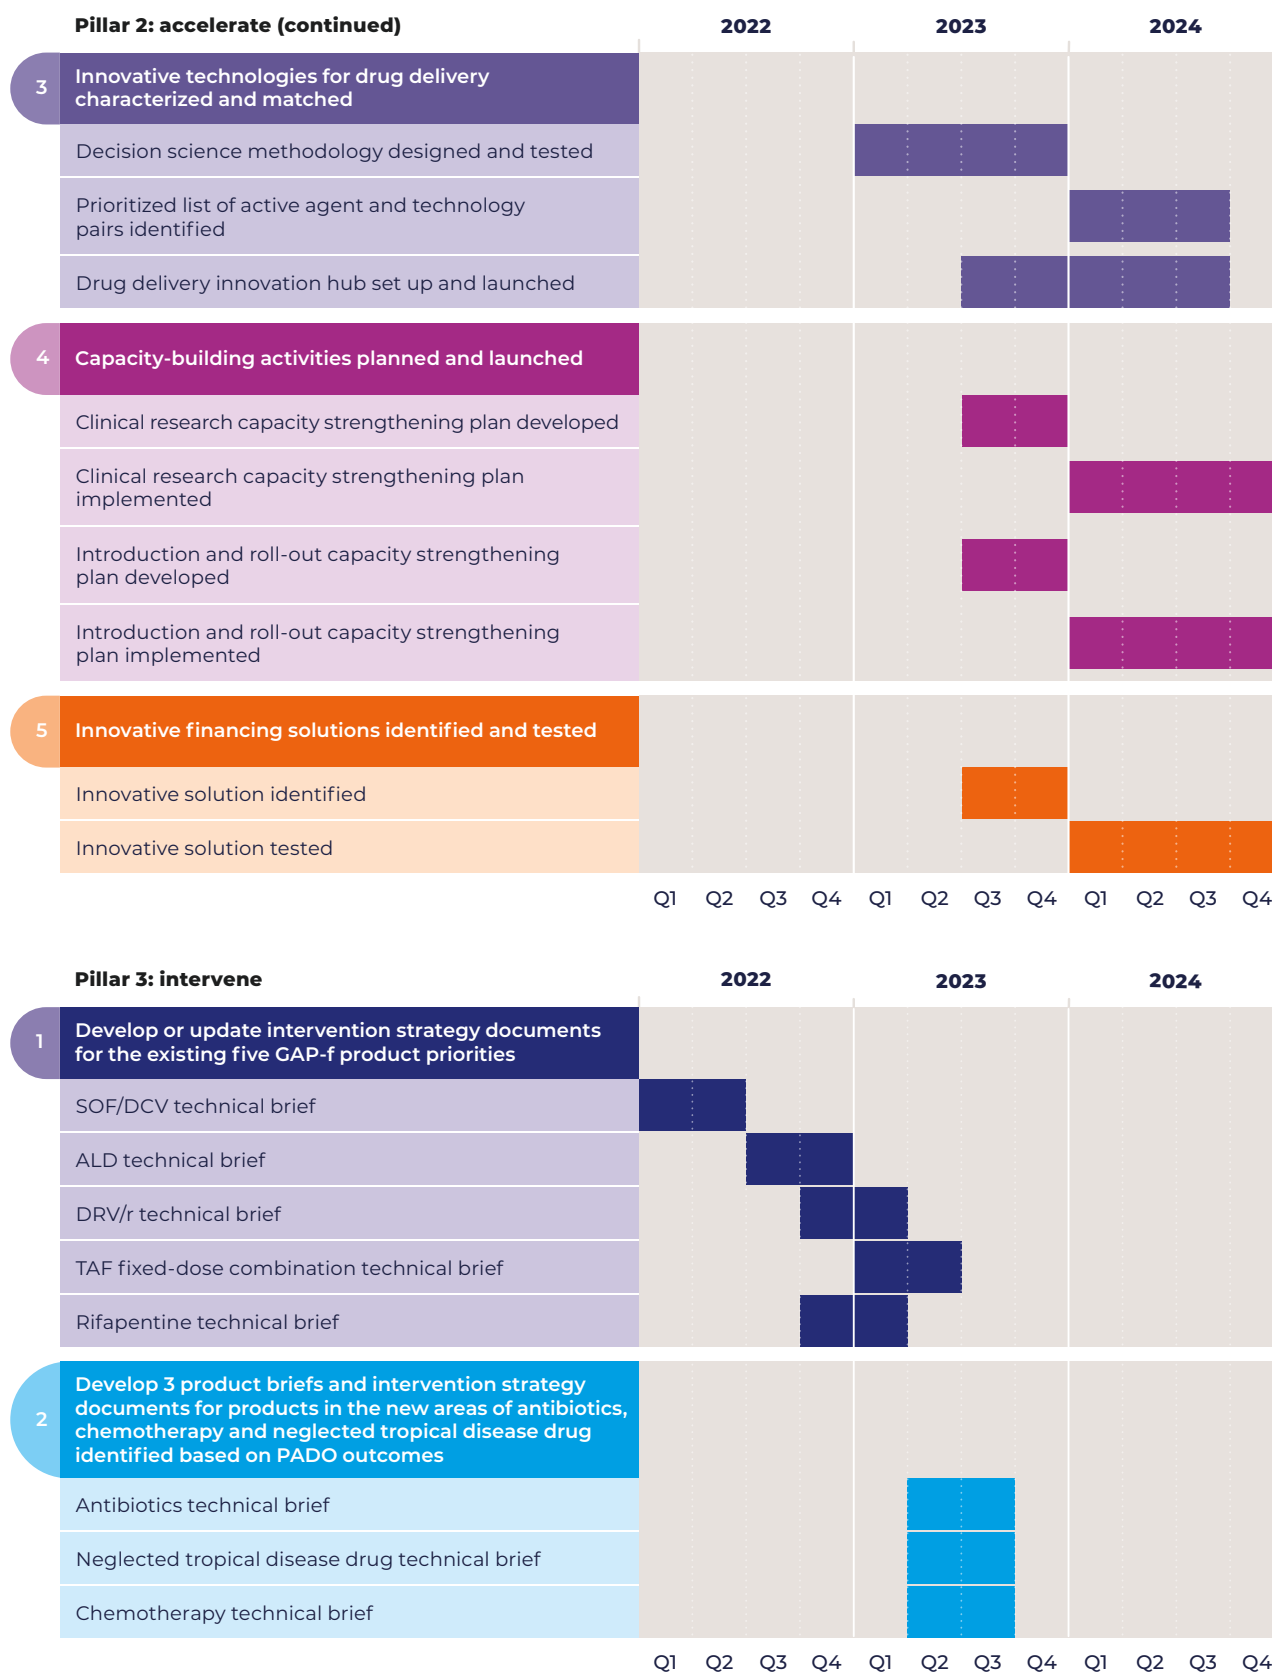 Pillar 2: accelerate (continued)
2022
2023
2024
3
Innovative technologies for drug delivery
characterized and matched
Decision science methodology designed and tested
Prioritized list of active agent and technology
pairs identified
Drug delivery innovation hub set up and launched
4
Capacity-building activities planned and launched
Clinical research capacity strengthening plan developed
Clinical research capacity strengthening plan
implemented
Introduction and roll-out capacity strengthening
plan developed
Introduction and roll-out capacity strengthening
plan implemented
5
Innovative financing solutions identified and tested
Innovative solution identified
Innovative solution tested
Q1 Q2 Q3 Q4 Q1 Q2 Q3 Q4 Q1 Q2 Q3 Q4
Pillar 3: intervene
2022
2023
2024
1
Develop or update intervention strategy documents
for the existing five GAP-f product priorities
SOF/DCV technical brief
ALD technical brief
DRV/r technical brief
TAF fixed-dose combination technical brief
Rifapentine technical brief
2
Develop 3 product briefs and intervention strategy
documents for products in the new areas of antibiotics,
chemotherapy and neglected tropical disease drug
identified based on PADO outcomes
Antibiotics technical brief
Neglected tropical disease drug technical brief
Chemotherapy technical brief
Q1 Q2 Q3 Q4 Q1 Q2 Q3 Q4 Q1 Q2 Q3 Q4